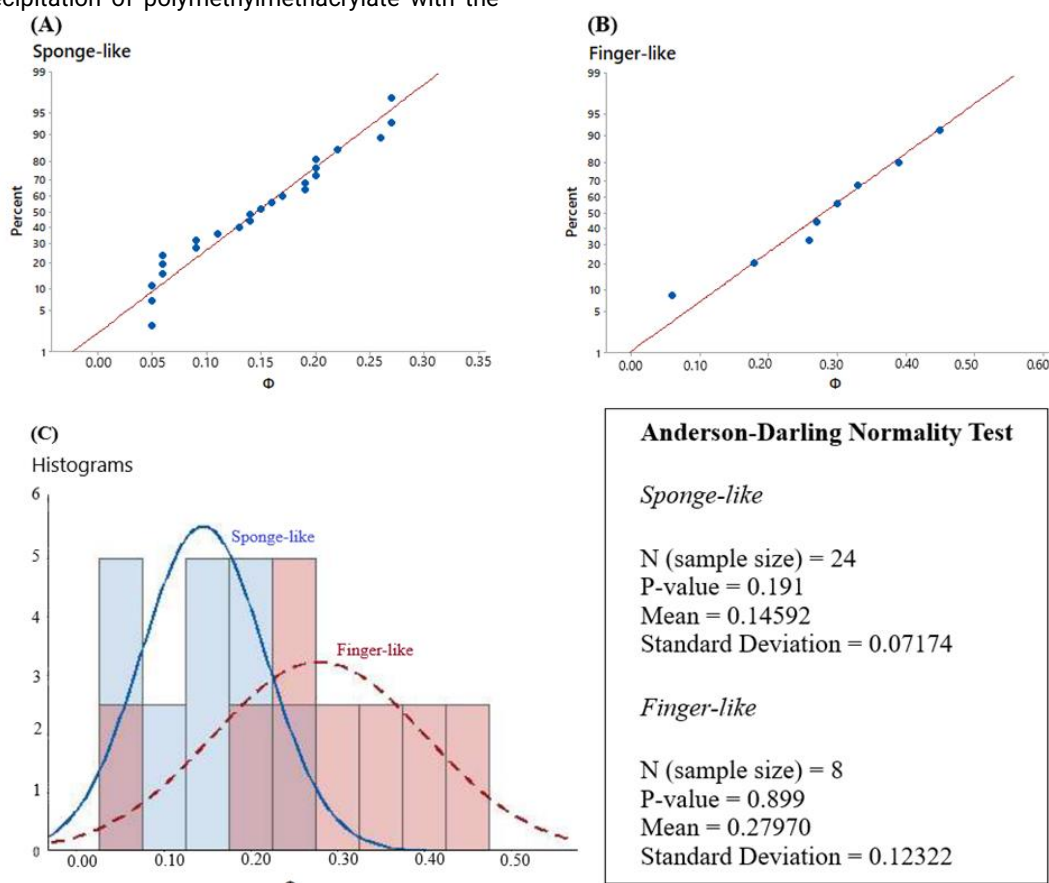 cipitation of polymethylmethacrylate with the
(A)
Sponge-like
99
95
90
80
70
60
50
40
30
20
10
5
1
Percent
0.00 0.05 0.10 0.15 0.20 0.25 0.30 0.35
Φ
(B)
Finger-like
99
95
90
80
70
60
50
40
30
20
10
5
1
Percent
0.00 0.10 0.20 0.30 0.40 0.50 0.60
Φ
(C)
Histograms
6
5
4
3
2
1
0
Sponge-like
Finger-like
0.00 0.10 0.20 0.30 0.40 0.50
Anderson-Darling Normality Test
Sponge-like
N (sample size) = 24
P-value = 0.191
Mean = 0.14592
Standard Deviation = 0.07174
Finger-like
N (sample size) = 8
P-value = 0.899
Mean = 0.27970
Standard Deviation = 0.12322